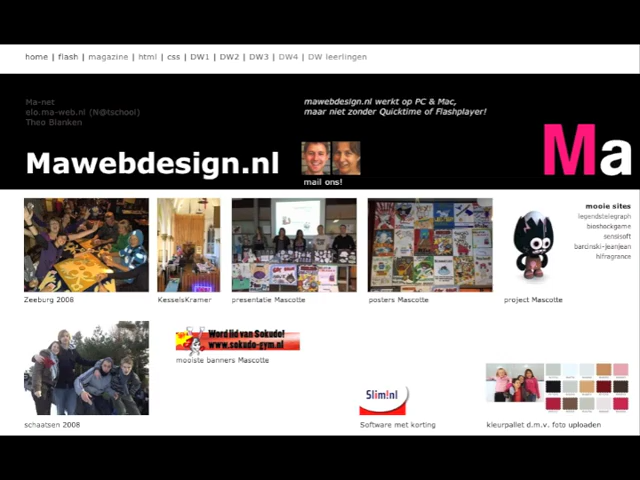 home | flash | magazine | html | css | DW1 | DW2 | DW3 | DW4 | DW leerlingen
Ma-net
elo.ma-web.nl (N@tschool)
Theo Blanken
mawebdesign.nl werkt op PC & Mac,
maar niet zonder Quicktime of Flashplayer!
Mawebdesign.nl
mail ons!
Ma
mooie sites
legendstelegraph
bioshockgame
sensisoft
barcinski-jeanjean
hifragrance
Zeeburg 2008
KesselsKramer
presentatie Mascotte
posters Mascotte
project Mascotte
Word lid van Sokudo!
www.sokudo-gym.nl
mooiste banners Mascotte
Slim!nl
schaatsen 2008
Software met korting
kleurpallet d.m.v. foto uploaden